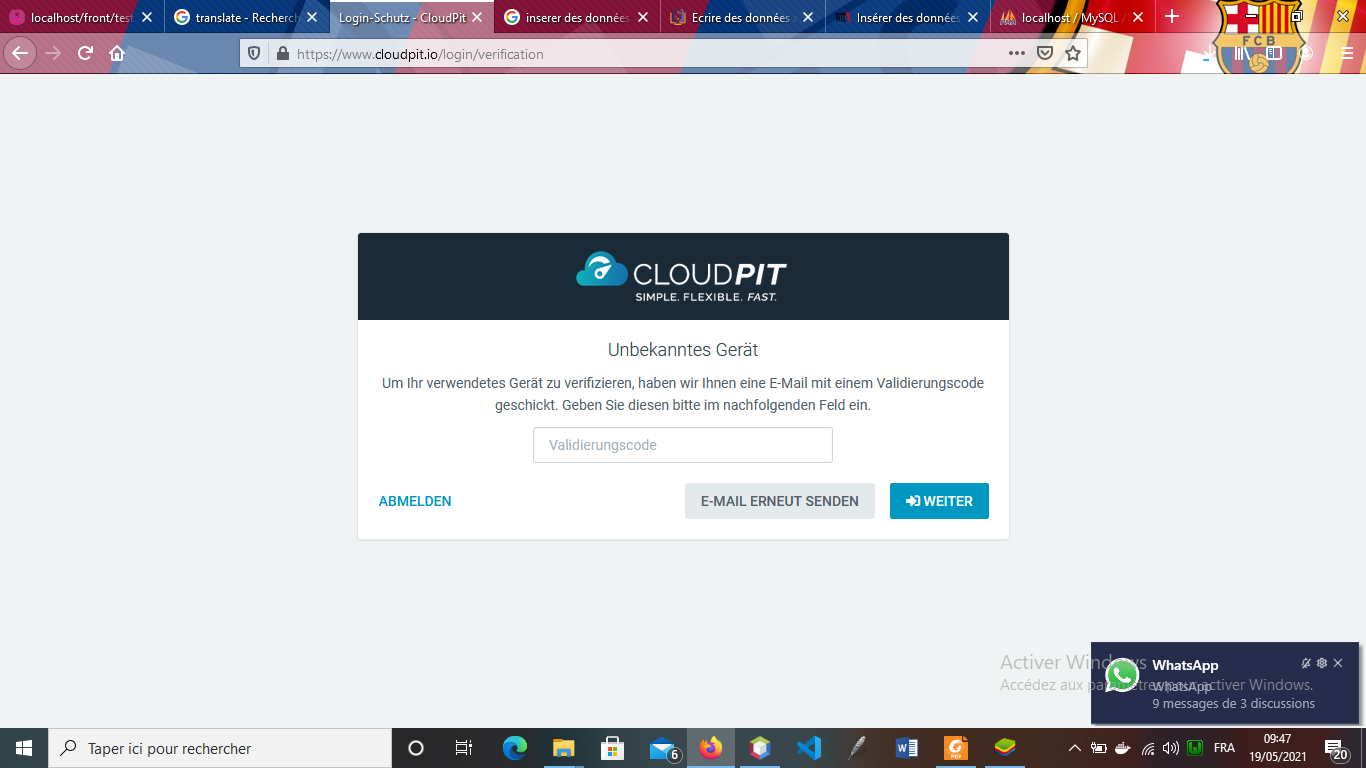 localhost/front/test
translate - Recherch
Login-Schutz - CloudPit
inserer des données
Ecrire des données
Insérer des données
localhost / MySQL /
FCB
https://www.cloudpit.io/login/verification
CLOUDPIT
SIMPLE. FLEXIBLE. FAST.
Unbekanntes Gerät
Um Ihr verwendetes Gerät zu verifizieren, haben wir Ihnen eine E-Mail mit einem Validierungscode
geschickt. Geben Sie diesen bitte im nachfolgenden Feld ein.
Validierungscode
ABMELDEN
E-MAIL ERNEUT SENDEN
WEITER
Activer Windows
Accédez aux paramètres pour activer Windows.
WhatsApp
WhatsApp
9 messages de 3 discussions
Taper ici pour rechercher
6
PDF
FRA
09:47
19/05/2021
20